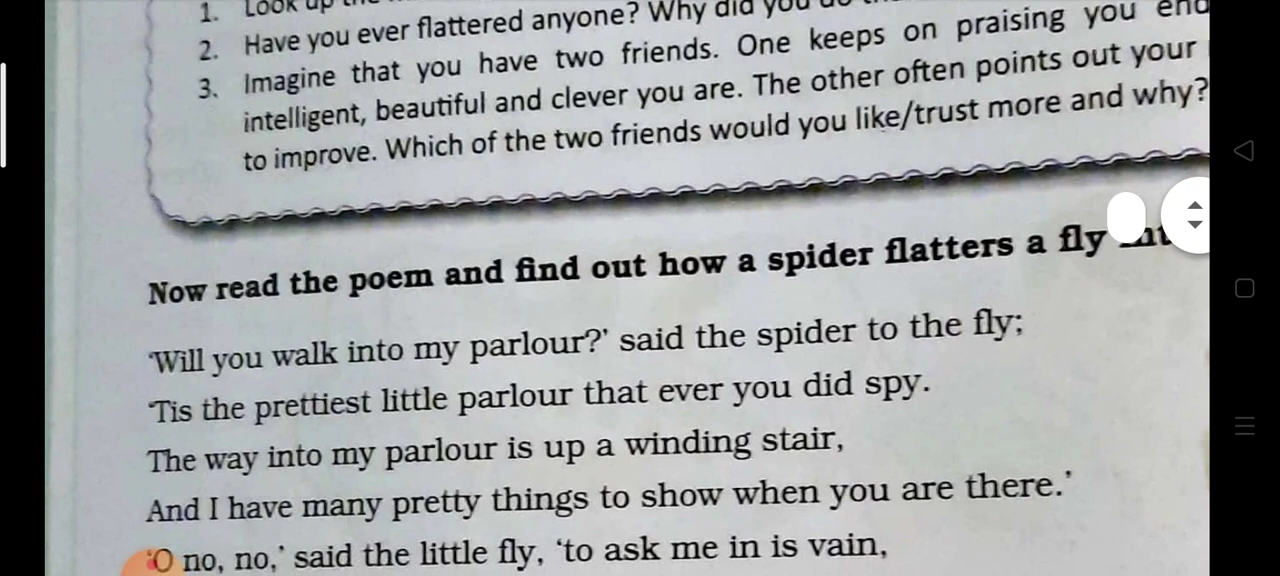 1. Look up
2. Have you ever flattered anyone? Why did you do
3. Imagine that you have two friends. One keeps on praising you
intelligent, beautiful and clever you are. The other often points out your
to improve. Which of the two friends would you like/trust more and why?
Now read the poem and find out how a spider flatters a fly
‘Will you walk into my parlour?’ said the spider to the fly;
‘Tis the prettiest little parlour that ever you did spy.
The way into my parlour is up a winding stair,
And I have many pretty things to show when you are there.’
‘O no, no,’ said the little fly, ‘to ask me in is vain,